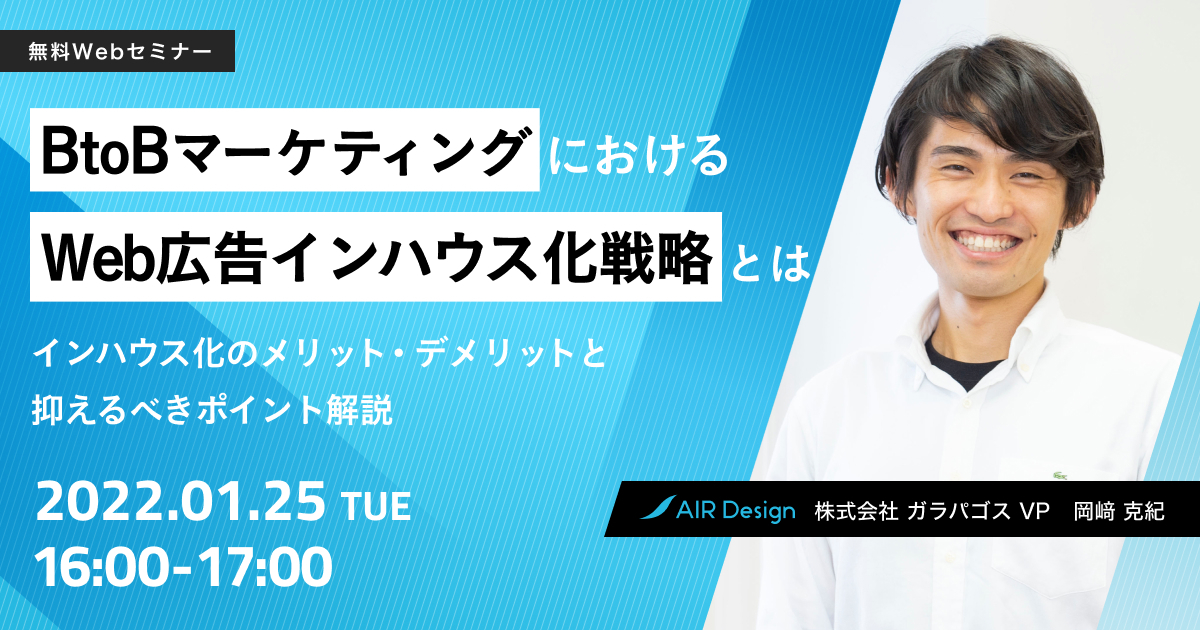 無料Webセミナー
BtoBマーケティングにおける
Web広告インハウス化戦略とは
インハウス化のメリット・デメリットと
抑えるべきポイント解説
2022.01.25 TUE
16:00-17:00
AIR Design 株式会社 ガラパゴス VP 岡﨑 克紀